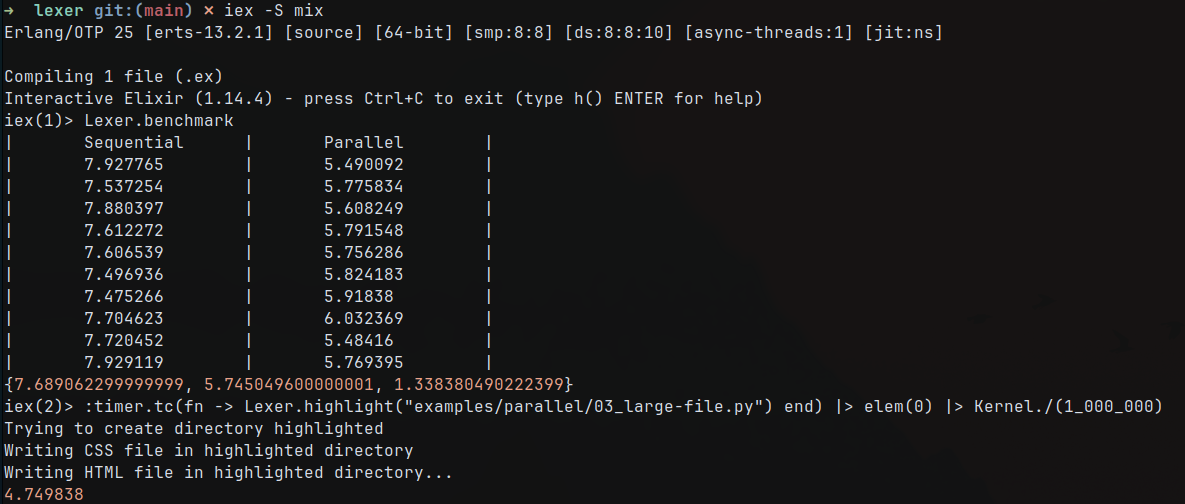 → lexer git:(main) × iex -S mix
Erlang/OTP 25 [erts-13.2.1] [source] [64-bit] [smp:8:8] [ds:8:8:10] [async-threads:1] [jit:ns]
Compiling 1 file (.ex)
Interactive Elixir (1.14.4) - press Ctrl+C to exit (type h() ENTER for help)
iex(1)> Lexer.benchmark
| Sequential | Parallel |
| 7.927765 | 5.490092 |
| 7.537254 | 5.775834 |
| 7.880397 | 5.608249 |
| 7.612272 | 5.791548 |
| 7.606539 | 5.756286 |
| 7.496936 | 5.824183 |
| 7.475266 | 5.91838 |
| 7.704623 | 6.032369 |
| 7.720452 | 5.48416 |
| 7.929119 | 5.769395 |
{7.689062299999999, 5.745049600000001, 1.338380490222399}
iex(2)> :timer.tc(fn -> Lexer.highlight("examples/parallel/03_large-file.py") end) |> elem(0) |> Kernel./(1_000_000)
Trying to create directory highlighted
Writing CSS file in highlighted directory
Writing HTML file in highlighted directory...
4.749838